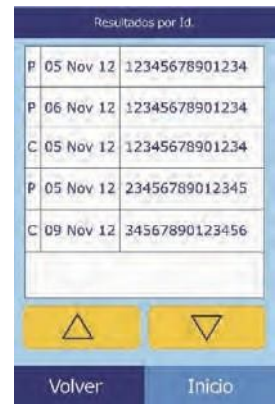 Resultados por Id.
P 05 Nov 12 12345678901234
P 06 Nov 12 12345678901234
C 05 Nov 12 12345678901234
P 05 Nov 12 23456789012345
C 09 Nov 12 34567890123456
Volver Inicio